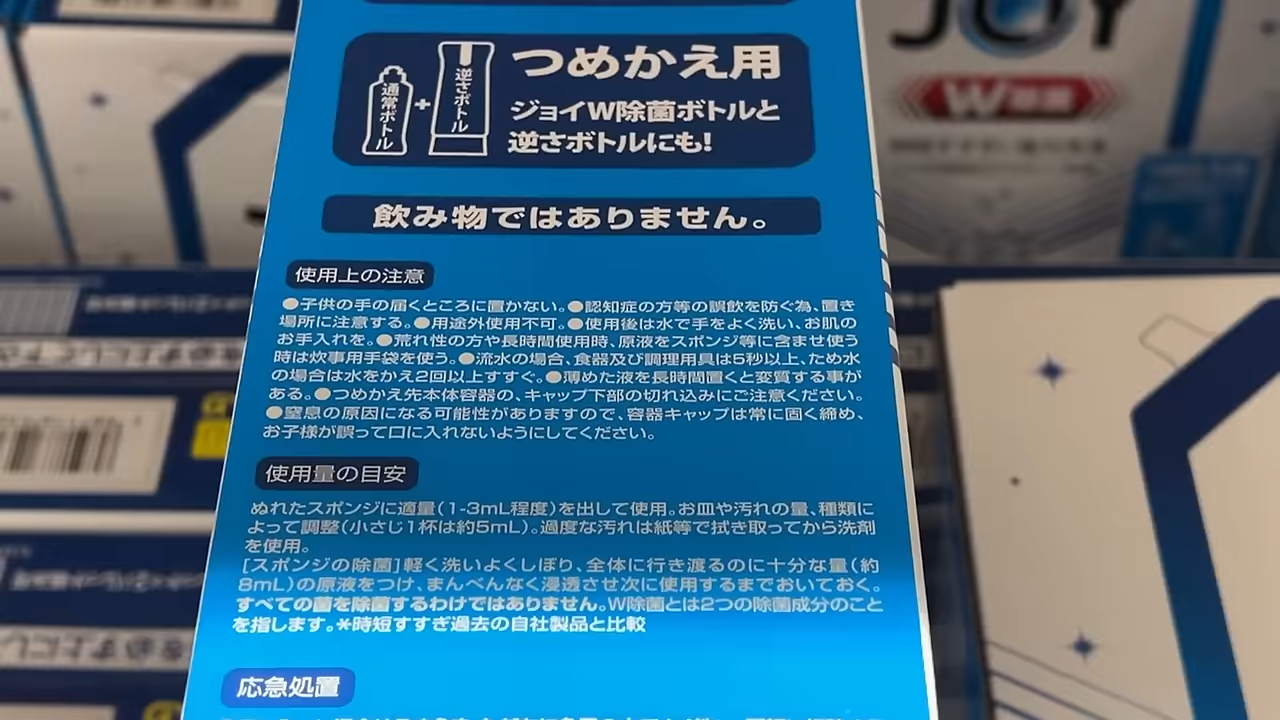 JOY
W除菌
通常ボトル
+
逆さボトル
つめかえ用
ジョイW除菌ボトルと
逆さボトルにも!
飲み物ではありません。
使用上の注意
●子供の手の届くところに置かない。●認知症の方等の誤飲を防ぐ為、置き
場所に注意する。●用途外使用不可。●使用後は水で手をよく洗い、お肌の
お手入れを。●荒れ性の方や長時間使用時、原液をスポンジ等に含ませ使う
時は炊事用手袋を使う。●流水の場合、食器及び調理用具は5秒以上、ため水
の場合は水をかえ2回以上すすぐ。●薄めた液を長時間置くと変質する事が
ある。●つめかえ先本体容器の、キャップ下部の切れ込みにご注意ください。
●窒息の原因になる可能性がありますので、容器キャップは常に固く締め、
お子様が誤って口に入れないようにしてください。
使用量の目安
ぬれたスポンジに適量(1-3mL程度)を出して使用。お皿や汚れの量、種類に
よって調整(小さじ1杯は約5mL)。過度な汚れは紙等で拭き取ってから洗剤
を使用。
[スポンジの除菌]軽く洗いよくしぼり、全体に行き渡るのに十分な量(約
8mL)の原液をつけ、まんべんなく浸透させ次に使用するまでおいておく。
すべての菌を除菌するわけではありません。W除菌とは2つの除菌成分のこと
を指します。*時短すすぎ過去の自社製品と比較
応急処置